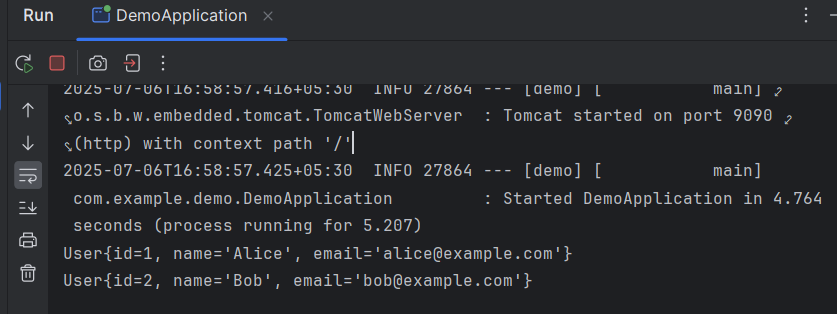 Run
DemoApplication
2025-07-06T16:58:57.416+05:30  INFO 27864 --- [demo] [           main]
o.s.b.w.embedded.tomcat.TomcatWebServer  : Tomcat started on port 9090
(http) with context path '/'
2025-07-06T16:58:57.425+05:30  INFO 27864 --- [demo] [           main]
com.example.demo.DemoApplication         : Started DemoApplication in 4.764
seconds (process running for 5.207)
User{id=1, name='Alice', email='alice@example.com'}
User{id=2, name='Bob', email='bob@example.com'}